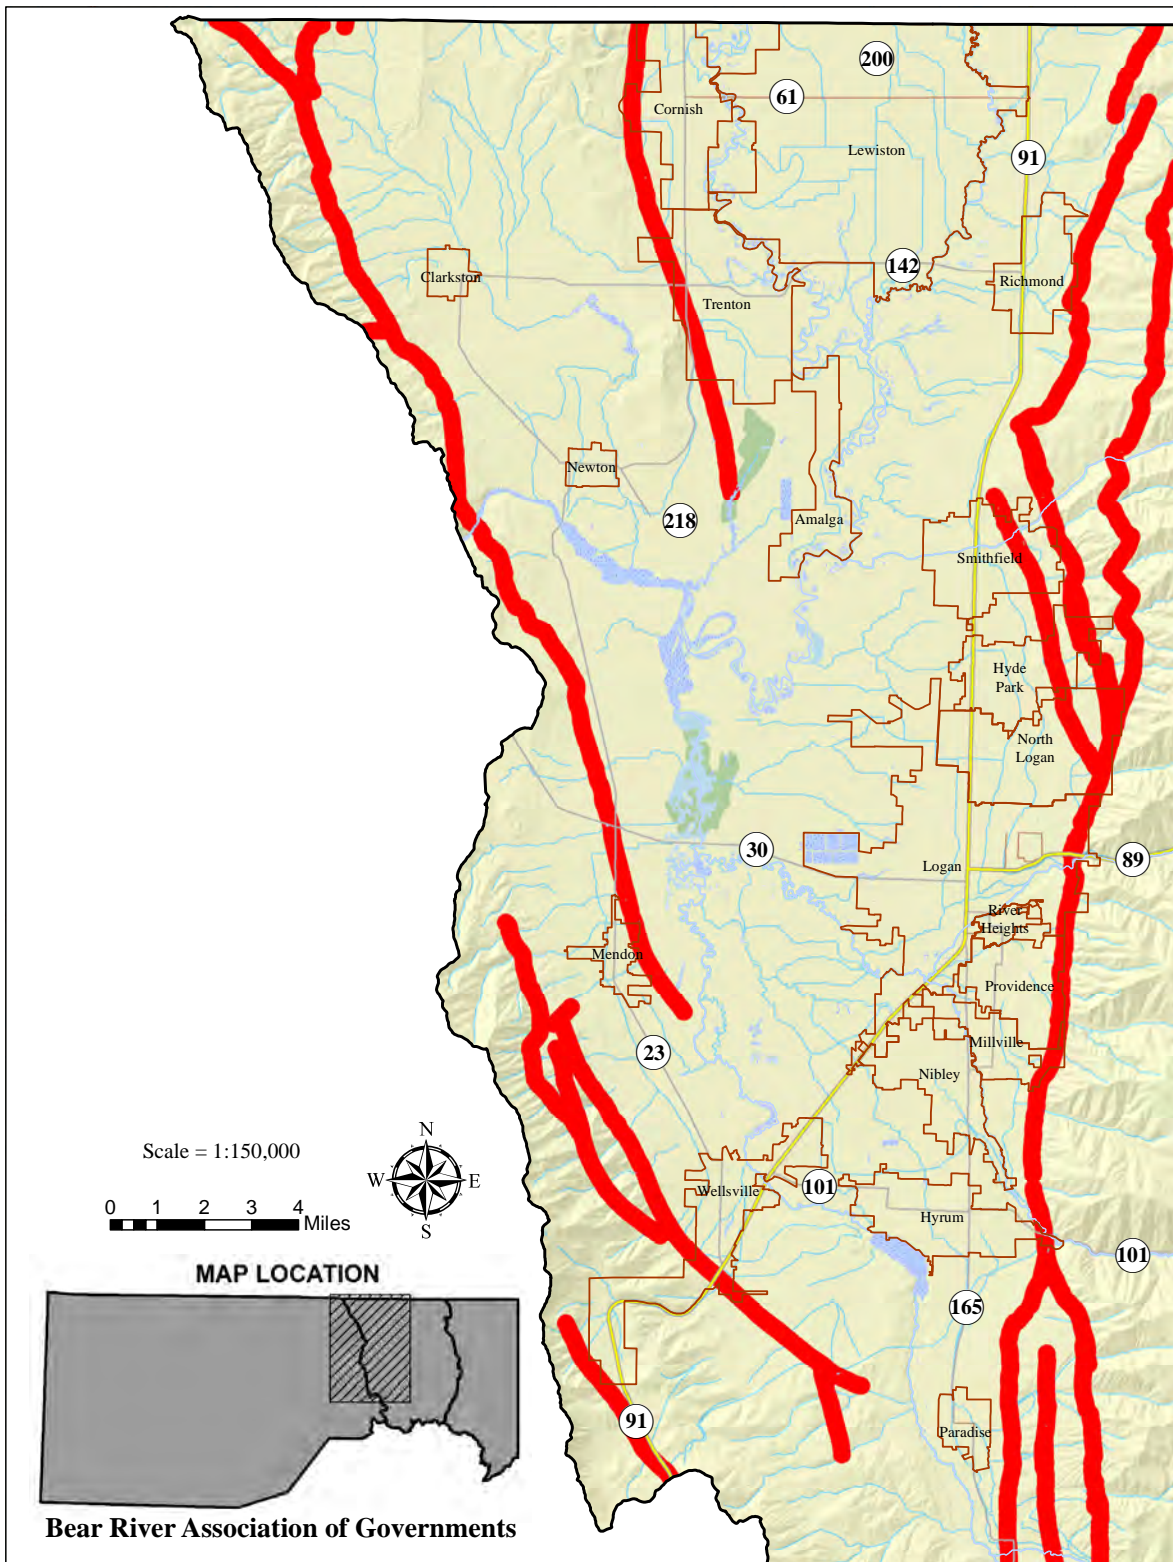 200
61
Cornish
Lewiston
91
142
Clarkston
Richmond
Trenton
Newton
218
Amalga
Smithfield
Hyde
Park
North
Logan
30
89
Logan
River
Heights
Mendon
Providence
23
Millville
Nibley
Scale = 1:150,000
N
W
E
S
Wellsville
101
Hyrum
0 1 2 3 4
Miles
101
MAP LOCATION
165
91
Paradise
Bear River Association of Governments